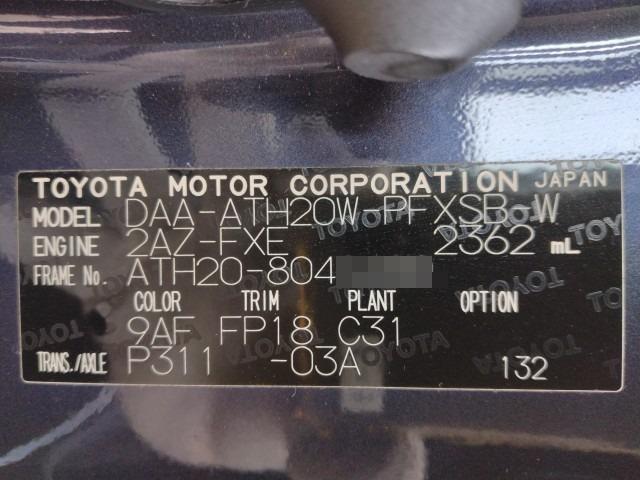 TOYOTA MOTOR CORPORATION JAPAN
MODEL DAA-ATH20W-PFXSB-W
ENGINE 2AZ-FXE 2362 mL
FRAME No. ATH20-804
COLOR TRIM PLANT OPTION
9AF FP18 C31
TRANS./AXLE P311 -03A 132